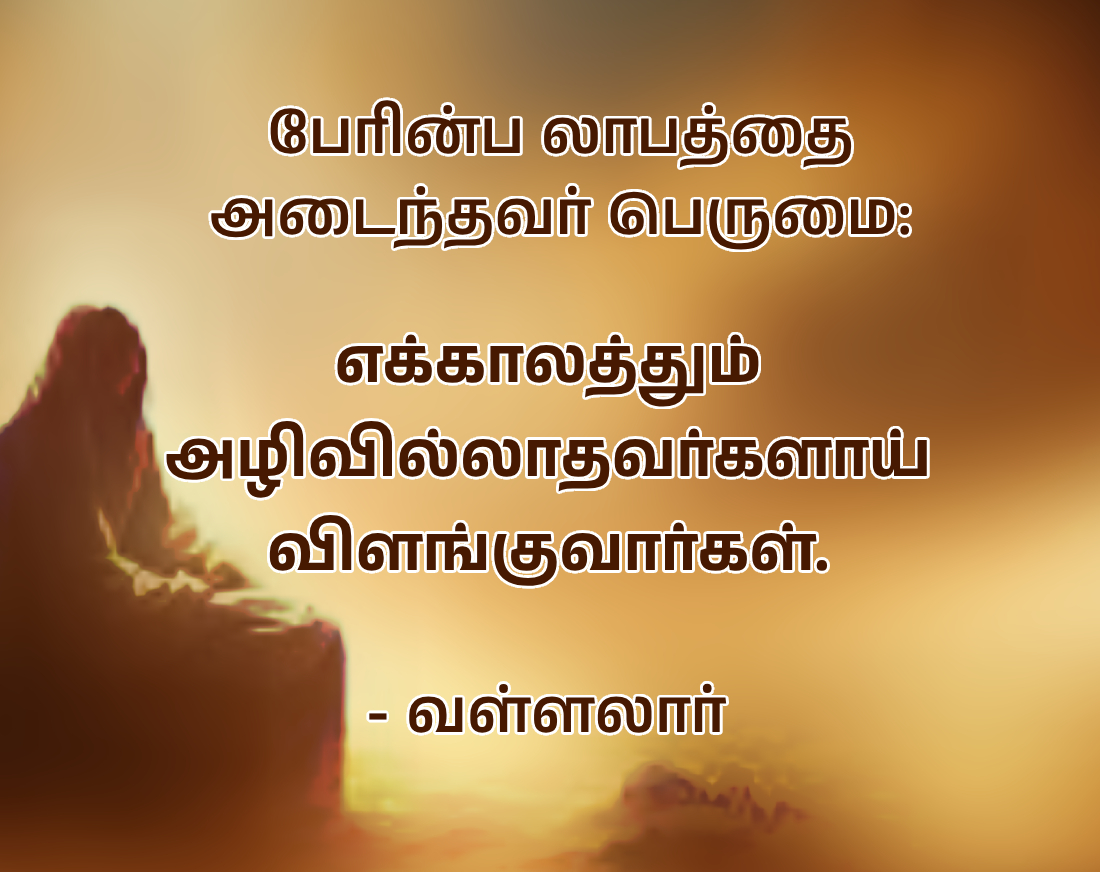 பேரின்ப லாபத்தை
அடைந்தவர் பெருமை:
எக்காலத்தும்
அழிவில்லாதவர்களாய்
விளங்குவார்கள்.
- வள்ளலார்